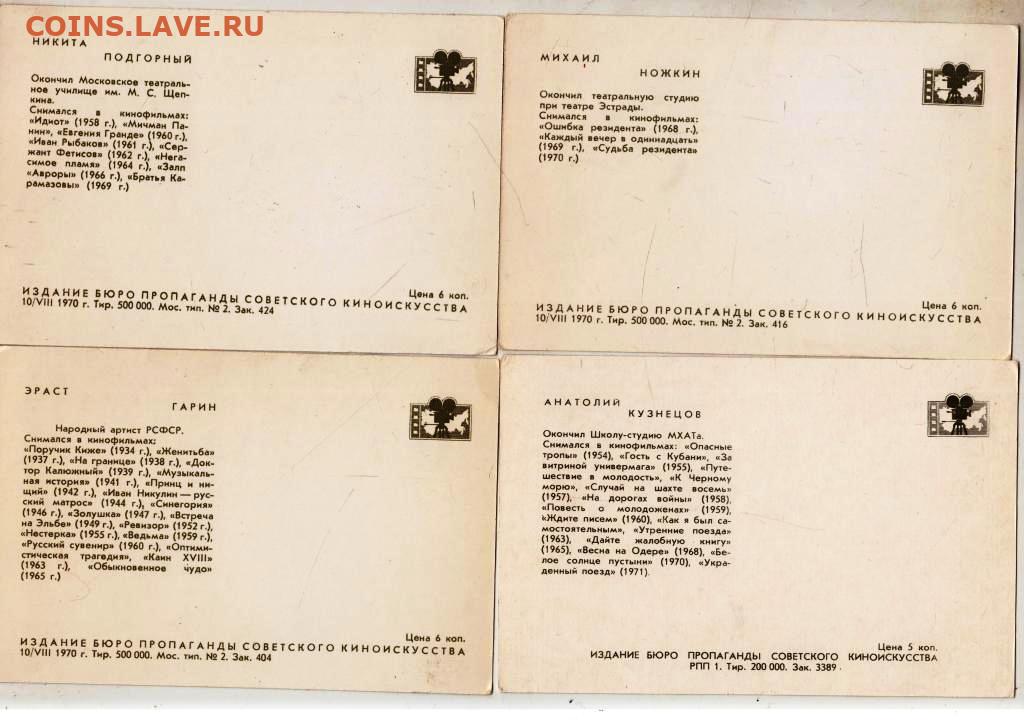 COINS.LAVE.RU
НИКИТА
ПОДГОРНЫЙ
Окончил Московское театраль-
ное училище им. М. С. Щеп-
кина.
Снимался в кинофильмах:
«Идиот» (1958 г.), «Мичман Па-
нин», «Евгения Гранде» (1960 г.),
«Иван Рыбаков» (1961 г.), «Сер-
жант Фетисов» (1962 г.), «Нега-
симое пламя» (1964 г.), «Залп
«Авроры» (1966 г.), «Братья Ка-
рамазовы» (1969 г.)
Цена 6 коп.
ИЗДАНИЕ БЮРО ПРОПАГАНДЫ СОВЕТСКОГО КИНОИСКУССТВА
10/VIII 1970 г. Тир. 500 000. Мос. тип. № 2. Зак. 424
МИХАИЛ
НОЖКИН
Окончил театральную студию
при театре Эстрады.
Снимался в кинофильмах:
«Ошибка резидента» (1968 г.),
«Каждый вечер в одиннадцать»
(1969 г.), «Судьба резидента»
(1970 г.)
Цена 6 коп.
ИЗДАНИЕ БЮРО ПРОПАГАНДЫ СОВЕТСКОГО КИНОИСКУССТВА
10/VIII 1970 г. Тир. 500 000. Мос. тип. № 2. Зак. 416
ЭРАСТ
ГАРИН
Народный артист РСФСР.
Снимался в кинофильмах:
«Поручик Киже» (1934 г.), «Женитьба»
(1937 г.), «На границе» (1938 г.), «Док-
тор Калюжный» (1939 г.), «Музыкаль-
ная история» (1941 г.), «Принц и ни-
щий» (1942 г.), «Иван Никулин — рус-
ский матрос» (1944 г.), «Синегория»
(1946 г.), «Золушка» (1947 г.), «Встреча
на Эльбе» (1949 г.), «Ревизор» (1952 г.),
«Нестерка» (1955 г.), «Ведьма» (1959 г.),
«Русский сувенир» (1960 г.), «Оптими-
стическая трагедия», «Каин XVIII»
(1963 г.), «Обыкновенное чудо»
(1965 г.)
Цена 6 коп.
ИЗДАНИЕ БЮРО ПРОПАГАНДЫ СОВЕТСКОГО КИНОИСКУССТВА
10/VIII 1970 г. Тир. 500 000. Мос. тип. № 2. Зак. 404
АНАТОЛИЙ
КУЗНЕЦОВ
Окончил Школу-студию МХАТа.
Снимался в кинофильмах: «Опасные
тропы» (1954), «Гость с Кубани», «За
витриной универмага» (1955), «Путе-
шествие в молодость», «К Черному
морю», «Случай на шахте восемь»
(1957), «На дорогах войны» (1958),
«Повесть о молодоженах» (1959),
«Ждите писем» (1960), «Как я был са-
мостоятельным», «Утренние поезда»
(1963), «Дайте жалобную книгу»
(1965), «Весна на Одере» (1968), «Бе-
лое солнце пустыни» (1970), «Укра-
денный поезд» (1971).
Цена 5 коп.
ИЗДАНИЕ БЮРО ПРОПАГАНДЫ СОВЕТСКОГО КИНОИСКУССТВА
РПП 1. Тир. 200 000. Зак. 3389